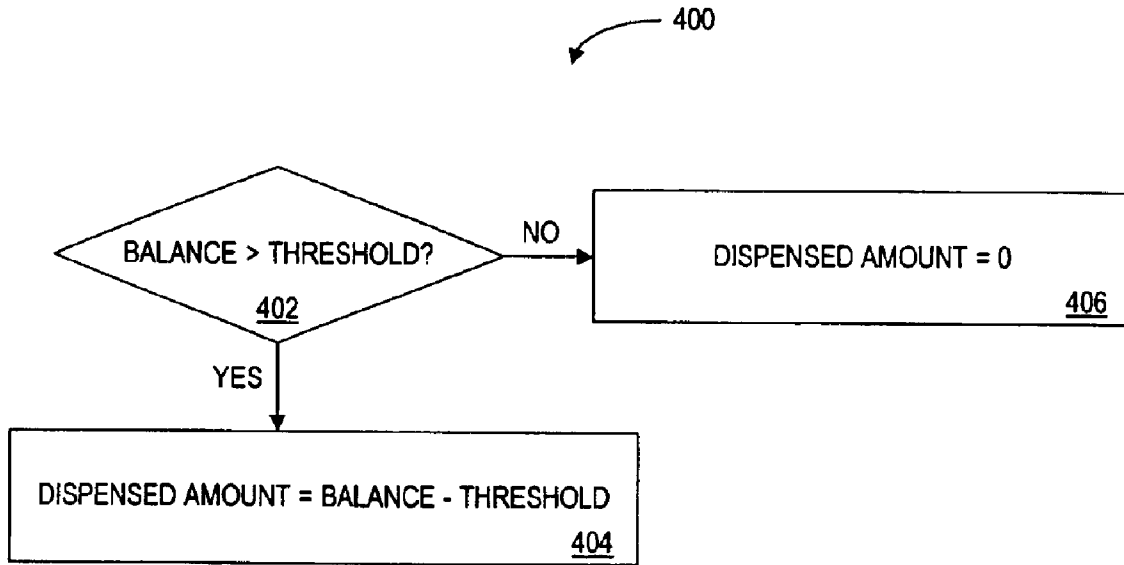 400
BALANCE > THRESHOLD?
402
NO
DISPENSED AMOUNT = 0
406
YES
DISPENSED AMOUNT = BALANCE - THRESHOLD
404